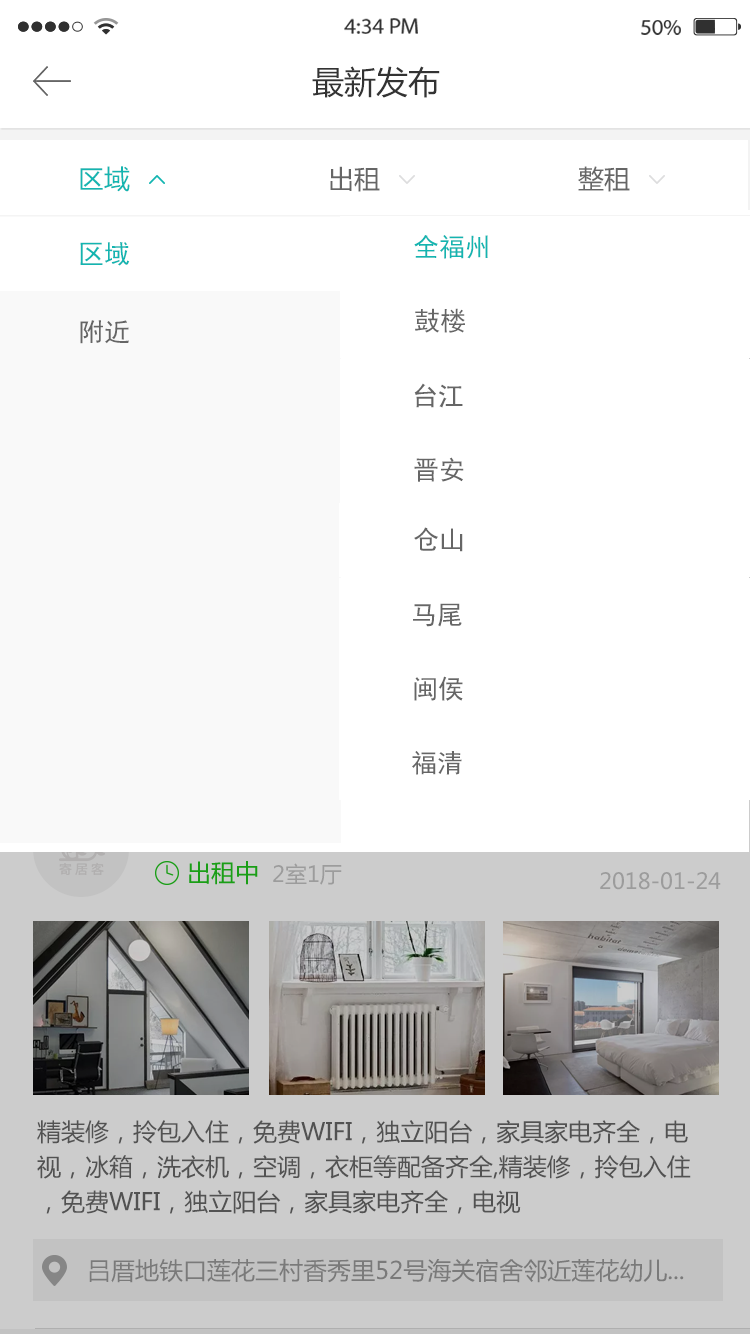 4:34 PM
50%
最新发布
区域
出租
整租
区域
全福州
附近
鼓楼
台江
晋安
仓山
马尾
闽侯
福清
寄居客
出租中
2室1厅
2018-01-24
habitat
精装修，拎包入住，免费WIFI，独立阳台，家具家电齐全，电
视，冰箱，洗衣机，空调，衣柜等配备齐全,精装修，拎包入住
，免费WIFI，独立阳台，家具家电齐全，电视
吕厝地铁口莲花三村香秀里52号海关宿舍邻近莲花幼儿...